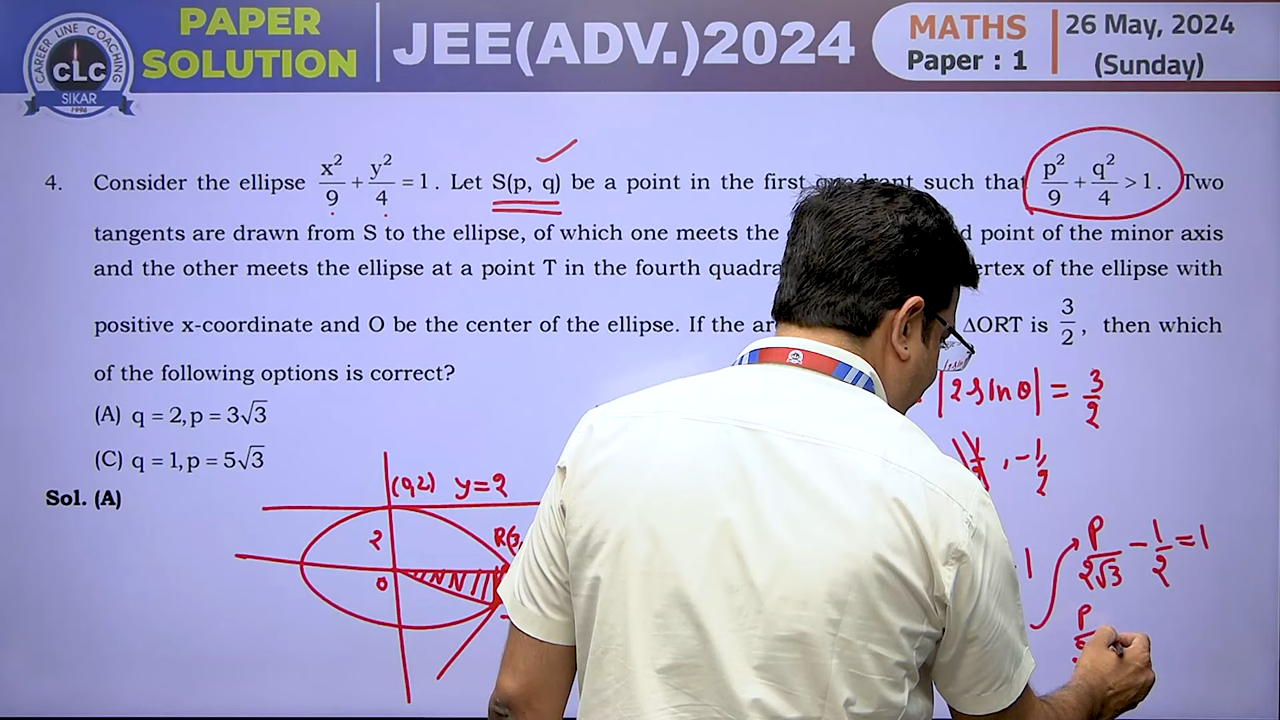 CAREER LINE COACHING
CLC
SIKAR
1996
PAPER
SOLUTION
JEE(ADV.)2024
MATHS
Paper : 1
26 May, 2024
(Sunday)
4. Consider the ellipse x²/9 + y²/4 = 1. Let S(p, q) be a point in the first quadrant such that p²/9 + q²/4 > 1. Two
tangents are drawn from S to the ellipse, of which one meets the point of the minor axis
and the other meets the ellipse at a point T in the fourth of the ellipse with
positive x-coordinate and O be the center of the ellipse. If the ΔORT is 3/2, then which
of the following options is correct?
(A) q = 2, p = 3√3
(C) q = 1, p = 5√3
Sol. (A)
|2 sin θ| = 3/2
, -1/2
(0,2) y=2
2
R(3,
0
p/2√3 - 1/2 = 1
p